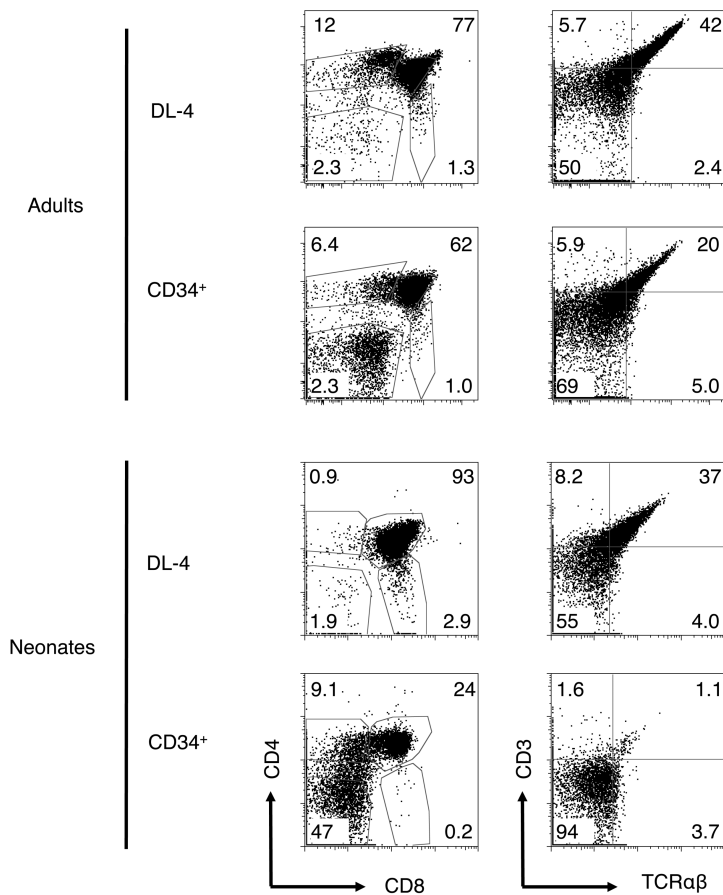 12 77 5.7 42
DL-4
2.3 1.3 50 2.4
Adults
6.4 62 5.9 20
CD34+
2.3 1.0 69 5.0
0.9 93 8.2 37
DL-4
1.9 2.9 55 4.0
Neonates
9.1 24 1.6 1.1
CD34+
47 0.2 94 3.7
CD4 CD3
CD8 TCRαβ